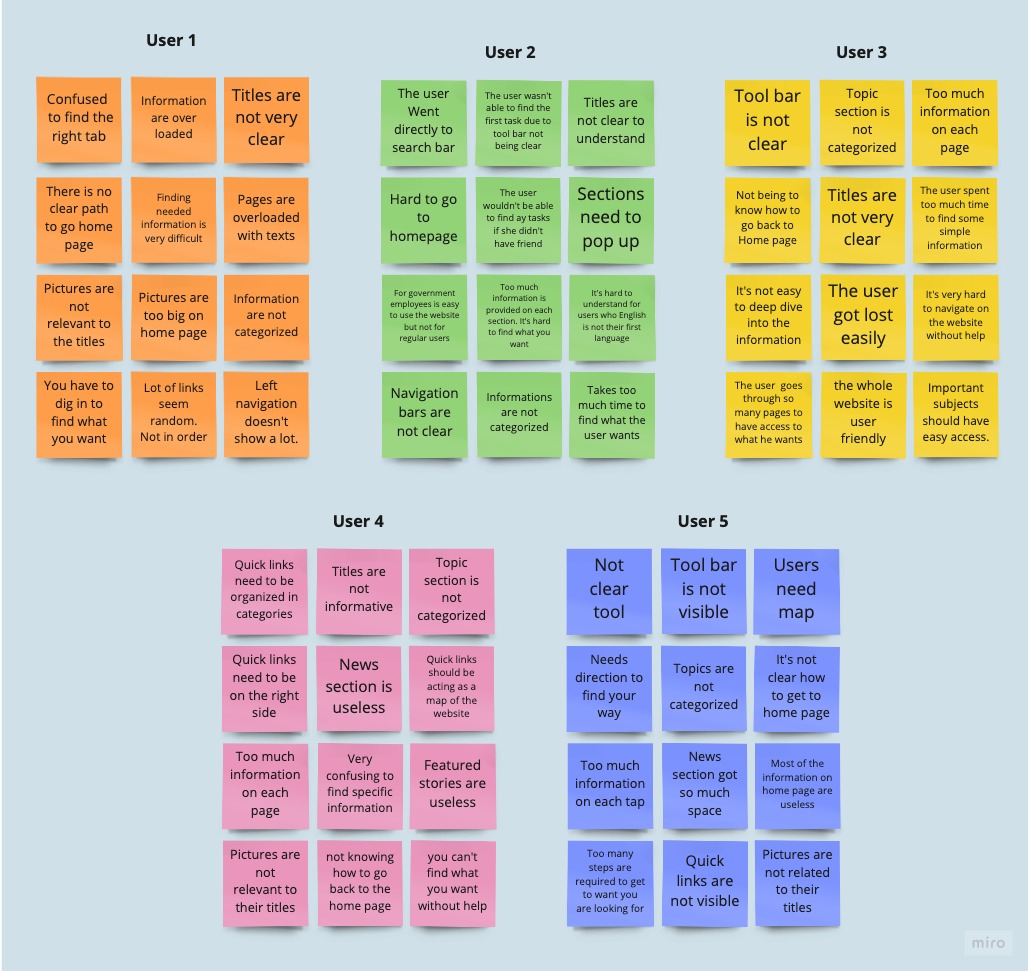 User 1
Confused
to find the
right tab
Information
are over
loaded
Titles are
not very
clear
There is no
clear path
to go home
page
Finding
needed
information is
very difficult
Pages are
overloaded
with texts
Pictures are
not
relevant to
the titles
Pictures are
too big on
home page
Information
are not
categorized
You have to
dig in to
find what
you want
Lot of links
seem
random.
Not in order
Left
navigation
doesn't
show a lot.
User 2
The user
Went
directly to
search bar
The user wasn't
able to find the
first task due to
tool bar not
being clear
Titles are
not clear to
understand
Hard to go
to
homepage
The user
wouldn't be able
to find ay tasks
if she didn't
have friend
Sections
need to
pop up
For government
employees is easy
to use the website
but not for
regular users
Too much
information is
provided on each
section. It's hard
to find what you
want
It's hard to
understand for
users who English
is not their first
language
Navigation
bars are
not clear
Informations
are not
categorized
Takes too
much time to
find what the
user wants
User 3
Tool bar
is not
clear
Topic
section is
not
categorized
Too much
information
on each
page
Not being to
know how to
go back to
Home page
Titles are
not very
clear
The user spent
too much time
to find some
simple
information
It's not easy
to deep dive
into the
information
The user
got lost
easily
It's very hard
to navigate on
the website
without help
The user goes
through so
many pages to
have access to
what he wants
the whole
website is
user
friendly
Important
subjects
should have
easy access.
User 4
Quick links
need to be
organized in
categories
Titles are
not
informative
Topic
section is
not
categorized
Quick links
need to be
on the right
side
News
section is
useless
Quick links
should be
acting as a
map of the
website
Too much
information
on each
page
Very
confusing to
find specific
information
Featured
stories are
useless
Pictures are
not
relevant to
their titles
not knowing
how to go
back to the
home page
you can't
find what
you want
without help
User 5
Not
clear
tool
Tool bar
is not
visible
Users
need
map
Needs
direction to
find your
way
Topics are
not
categorized
It's not
clear how
to get to
home page
Too much
information
on each tap
News
section got
so much
space
Most of the
information on
home page are
useless
Too many
steps are
required to get
to want you
are looking for
Quick
links are
not visible
Pictures are
not related
to their
titles
miro